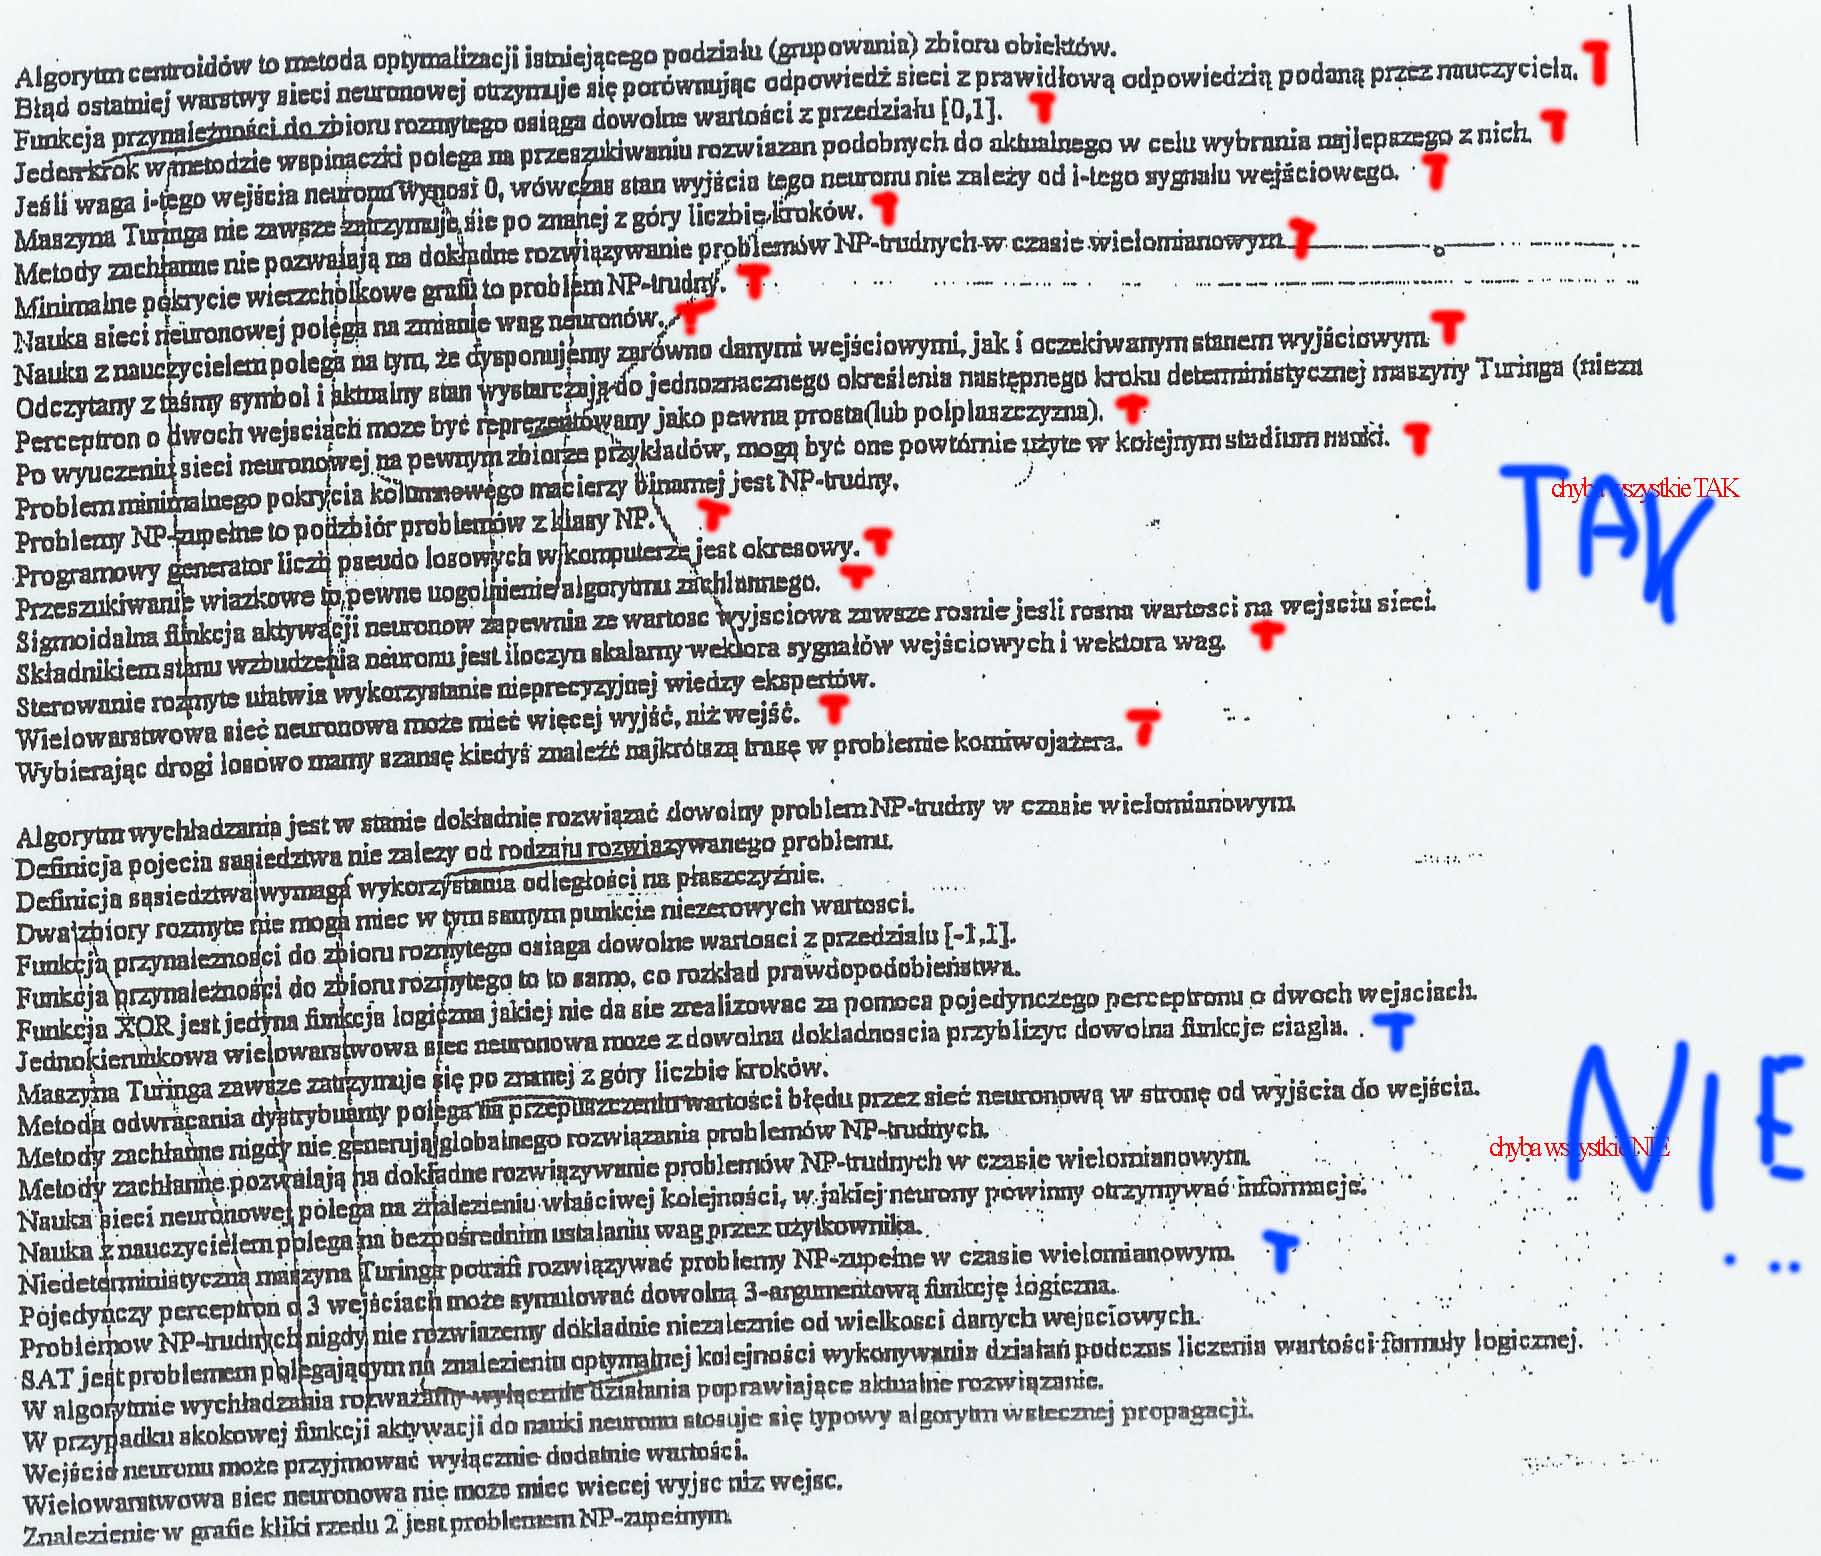 Algorytm centroidów to metoda optymalizacji istniejącego podziału (grupowania) zbioru obiektów.
Błąd ostatniej warstwy sieci neuronowej otrzymuje się porównując odpowiedź sieci z prawidłową odpowiedzią podaną przez nauczyciela. T
Funkcja przynależności do zbioru rozmytego osiąga dowolne wartości z przedziału [0,1]. T
Jeden krok w metodzie wspinaczki polega na przeszukiwaniu rozwiazan podobnych do aktualnego w celu wybrania najlepszego z nich. T
Jeśli waga i-tego wejścia neuronu wynosi 0, wówczas stan wyjścia tego neuronu nie zależy od i-tego sygnału wejściowego. T
Maszyna Turinga nie zawsze zatrzymuje sie po znanej z góry liczbie kroków. T
Metody zachłanne nie pozwalają na dokładne rozwiązywanie problemów NP-trudnych w czasie wielomianowym T
Minimalne pokrycie wierzchołkowe grafu to problem NP-trudny. T
Nauka sieci neuronowej polega na zmianie wag neuronów. T
Nauka z nauczycielem polega na tym, że dysponujemy zarówno danymi wejściowymi, jak i oczekiwanym stanem wyjściowym. T
Odczytany z taśmy symbol i aktualny stan wystarczają do jednoznacznego określenia następnego kroku deterministycznej maszyny Turinga (niezn
Perceptron o dwoch wejsciach moze być reprezentowany jako pewna prosta(lub polplaszczyzna). T
Po wyuczeniu sieci neuronowej na pewnym zbiorze przykładów, mogą być one powtórnie użyte w kolejnym stadium nauki. T
Problem minimalnego pokrycia kolumnowego macierzy binarnej jest NP-trudny.
Problemy NP-zupełne to podzbiór problemów z klasy NP. T
Programowy generator liczb pseudo losowych w komputerze jest okresowy. T
Przeszukiwanie wiazkowe to pewne uogolnienie algorytmu zachlannego. T
Sigmoidalna funkcja aktywacji neuronow zapewnia ze wartosc wyjsciowa zawsze rosnie jesli rosna wartosci na wejsciu sieci.
Składnikiem stanu wzbudzenia neuronu jest iloczyn skalarny wektora sygnałów wejściowych i wektora wag. T
Sterowanie rozmyte ułatwia wykorzystanie nieprecyzyjnej wiedzy ekspertów.
Wielowarstwowa sieć neuronowa może mieć więcej wyjść, niż wejść. T
Wybierając drogi losowo mamy szansę kiedyś znaleźć najkrótszą trasę w problemie komiwojażera. T
TAK
chyba wszystkie TAK
Algorytm wychładzania jest w stanie dokładnie rozwiązać dowolny problem NP-trudny w czasie wielomianowym
Definicja pojecia sasiedztwa nie zalezy od rodzaju rozwiazywanego problemu.
Definicja sąsiedztwa wymaga wykorzystania odległości na płaszczyźnie.
Dwa zbiory rozmyte nie moga miec w tym samym punkcie niezerowych wartosci.
Funkcja przynaleznosci do zbioru rozmytego osiaga dowolne wartosci z przedzialu [-1,1].
Funkcja przynależności do zbioru rozmytego to to samo, co rozkład prawdopodobieństwa.
Funkcja XOR jest jedyna funkcja logiczna jakiej nie da sie zrealizowac za pomoca pojedynczego perceptronu o dwoch wejsciach.
Jednokierunkowa wielowarstwowa siec neuronowa moze z dowolna dokladnoscia przyblizyc dowolna funkcje ciagla. T
Maszyna Turinga zawsze zatrzymuje się po znanej z góry liczbie kroków.
Metoda odwracania dystrybuanty polega na przepuszczeniu wartości błędu przez sieć neuronową w stronę od wyjścia do wejścia.
Metody zachłanne nigdy nie generują globalnego rozwiązania problemów NP-trudnych.
Metody zachłanne pozwalają na dokładne rozwiązywanie problemów NP-trudnych w czasie wielomianowym.
Nauka sieci neuronowej polega na znalezieniu właściwej kolejności, w jakiej neurony powinny otrzymywać informacje.
Nauka z nauczycielem polega na bezpośrednim ustalaniu wag przez użytkownika.
Niedeterministyczna maszyna Turinga potrafi rozwiązywać problemy NP-zupełne w czasie wielomianowym. T
Pojedynczy perceptron o 3 wejściach może symulować dowolną 3-argumentową funkcję logiczna.
Problemow NP-trudnych nigdy nie rozwiazemy dokladnie niezaleznie od wielkosci danych wejsciowych.
SAT jest problemem polegającym na znalezieniu optymalnej kolejności wykonywania działań podczas liczenia wartości formuły logicznej.
W algorytmie wychładzania rozważamy wyłącznie działania poprawiające aktualne rozwiązanie.
W przypadku skokowej funkcji aktywacji do nauki neuronu stosuje się typowy algorytm wstecznej propagacji.
Wejście neuronu może przyjmować wyłącznie dodatnie wartości.
Wielowarstwowa siec neuronowa nie moze miec wiecej wyjsc niz wejsc.
Znalezienie w grafie kliki rzedu 2 jest problemem NP-zupełnym
NIE
chyba wszystkie NIE
...